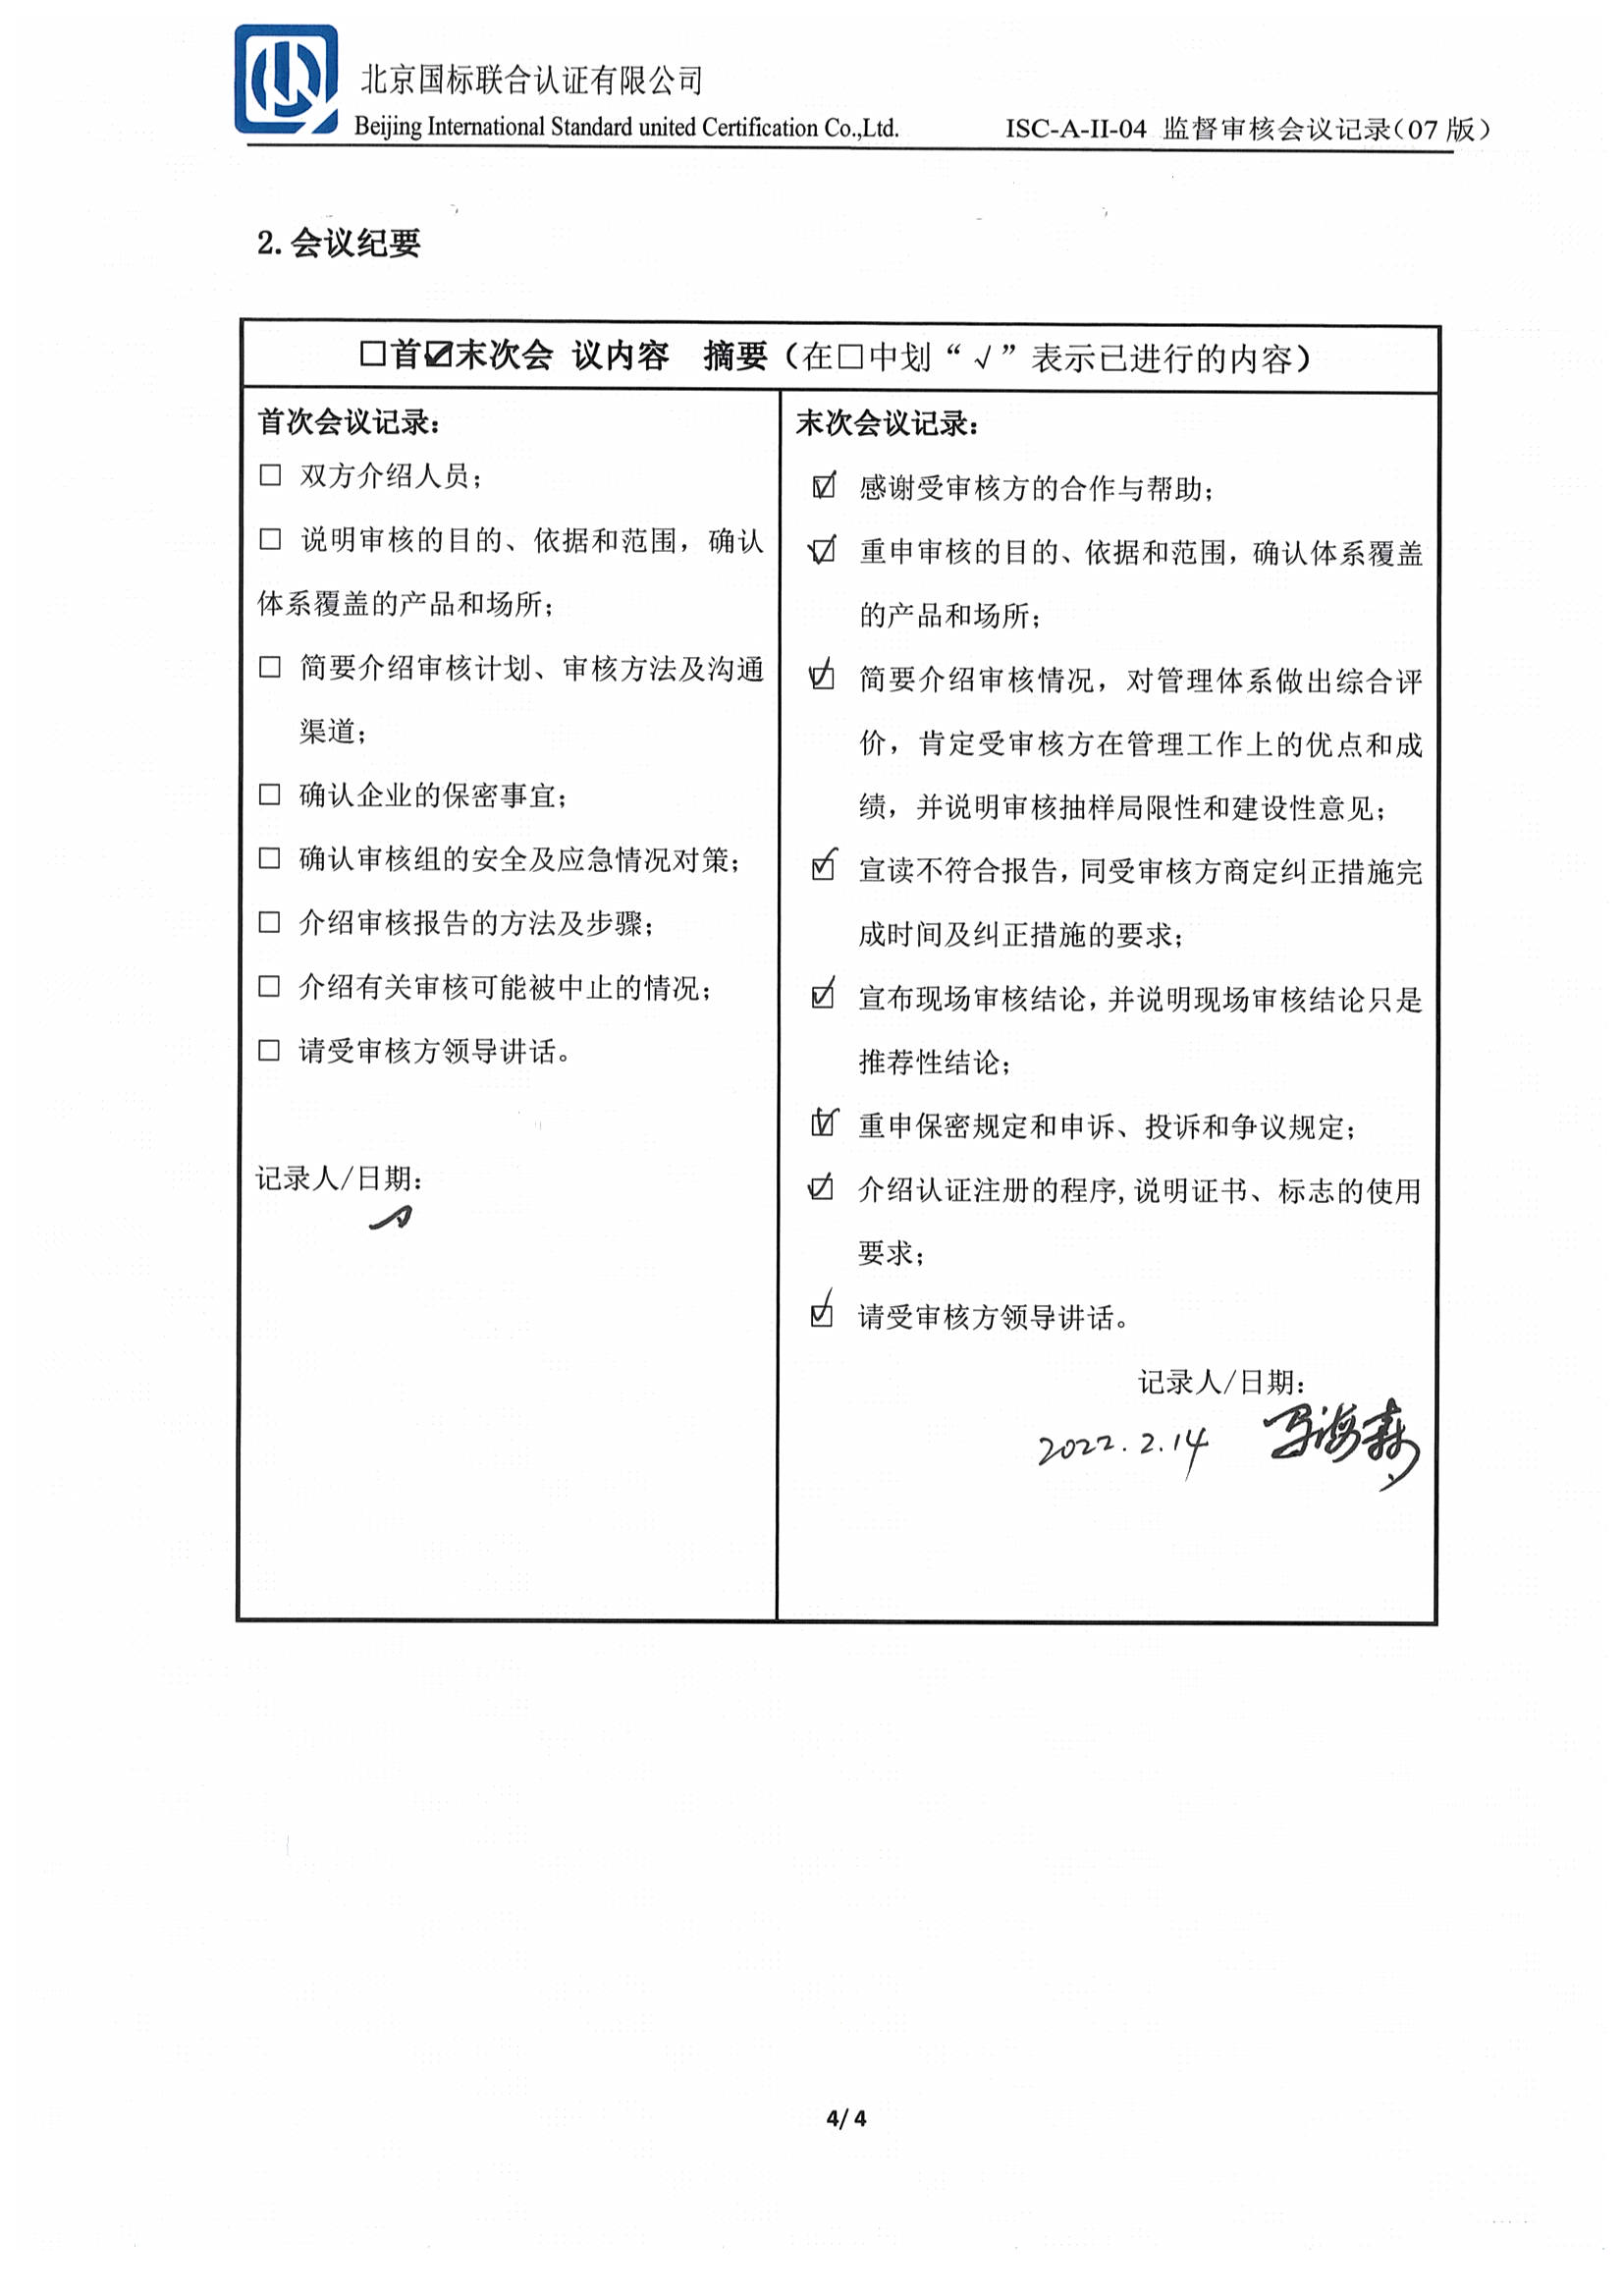 北京国标联合认证有限公司
Beijing International Standard united Certification Co.,Ltd.
ISC-A-II-04 监督审核会议记录(07版)
2. 会议纪要
□首☑末次会 议内容 摘要(在□中划“√”表示已进行的内容)
首次会议记录:
□ 双方介绍人员;
□ 说明审核的目的、依据和范围,确认
体系覆盖的产品和场所;
□ 简要介绍审核计划、审核方法及沟通
渠道;
□ 确认企业的保密事宜;
□ 确认审核组的安全及应急情况对策;
□ 介绍审核报告的方法及步骤;
□ 介绍有关审核可能被中止的情况;
□ 请受审核方领导讲话。
记录人/日期:
末次会议记录:
☑ 感谢受审核方的合作与帮助;
☑ 重申审核的目的、依据和范围,确认体系覆盖
的产品和场所;
☑ 简要介绍审核情况,对管理体系做出综合评
价,肯定受审核方在管理工作上的优点和成
绩,并说明审核抽样局限性和建设性意见;
☑ 宣读不符合报告,同受审核方商定纠正措施完
成时间及纠正措施的要求;
☑ 宣布现场审核结论,并说明现场审核结论只是
推荐性结论;
☑ 重申保密规定和申诉、投诉和争议规定;
☑ 介绍认证注册的程序,说明证书、标志的使用
要求;
☑ 请受审核方领导讲话。
记录人/日期:
2022.2.14
4/ 4